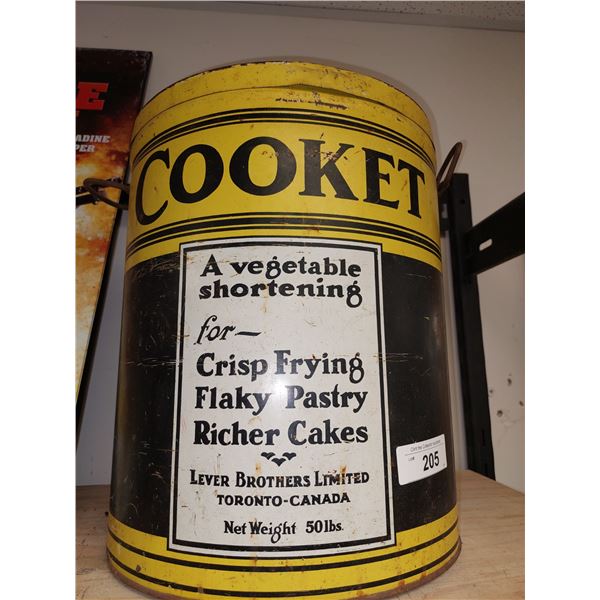 COOKET
A vegetable
shortening
for—
Crisp Frying
Flaky Pastry
Richer Cakes
LEVER BROTHERS LIMITED
TORONTO-CANADA
Net Weight 50lbs.
205